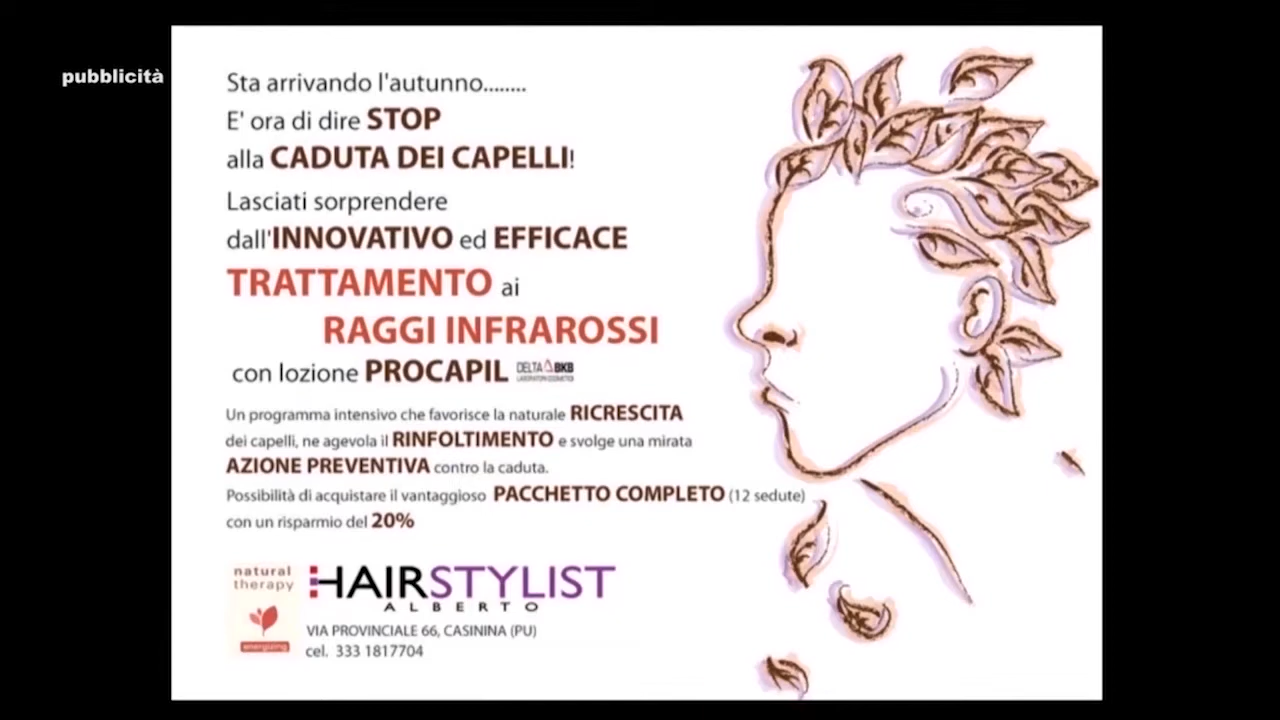 pubblicità
Sta arrivando l'autunno........
E' ora di dire STOP
alla CADUTA DEI CAPELLI!
Lasciati sorprendere
dall'INNOVATIVO ed EFFICACE
TRATTAMENTO ai
RAGGI INFRAROSSI
con lozione PROCAPIL DELTA BKB
LABORATORI COSMETICI
Un programma intensivo che favorisce la naturale RICRESCITA
dei capelli, ne agevola il RINFOLTIMENTO e svolge una mirata
AZIONE PREVENTIVA contro la caduta.
Possibilità di acquistare il vantaggioso PACCHETTO COMPLETO (12 sedute)
con un risparmio del 20%
natural
therapy
energizing
HAIRSTYLIST
ALBERTO
VIA PROVINCIALE 66, CASININA (PU)
cel. 333 1817704